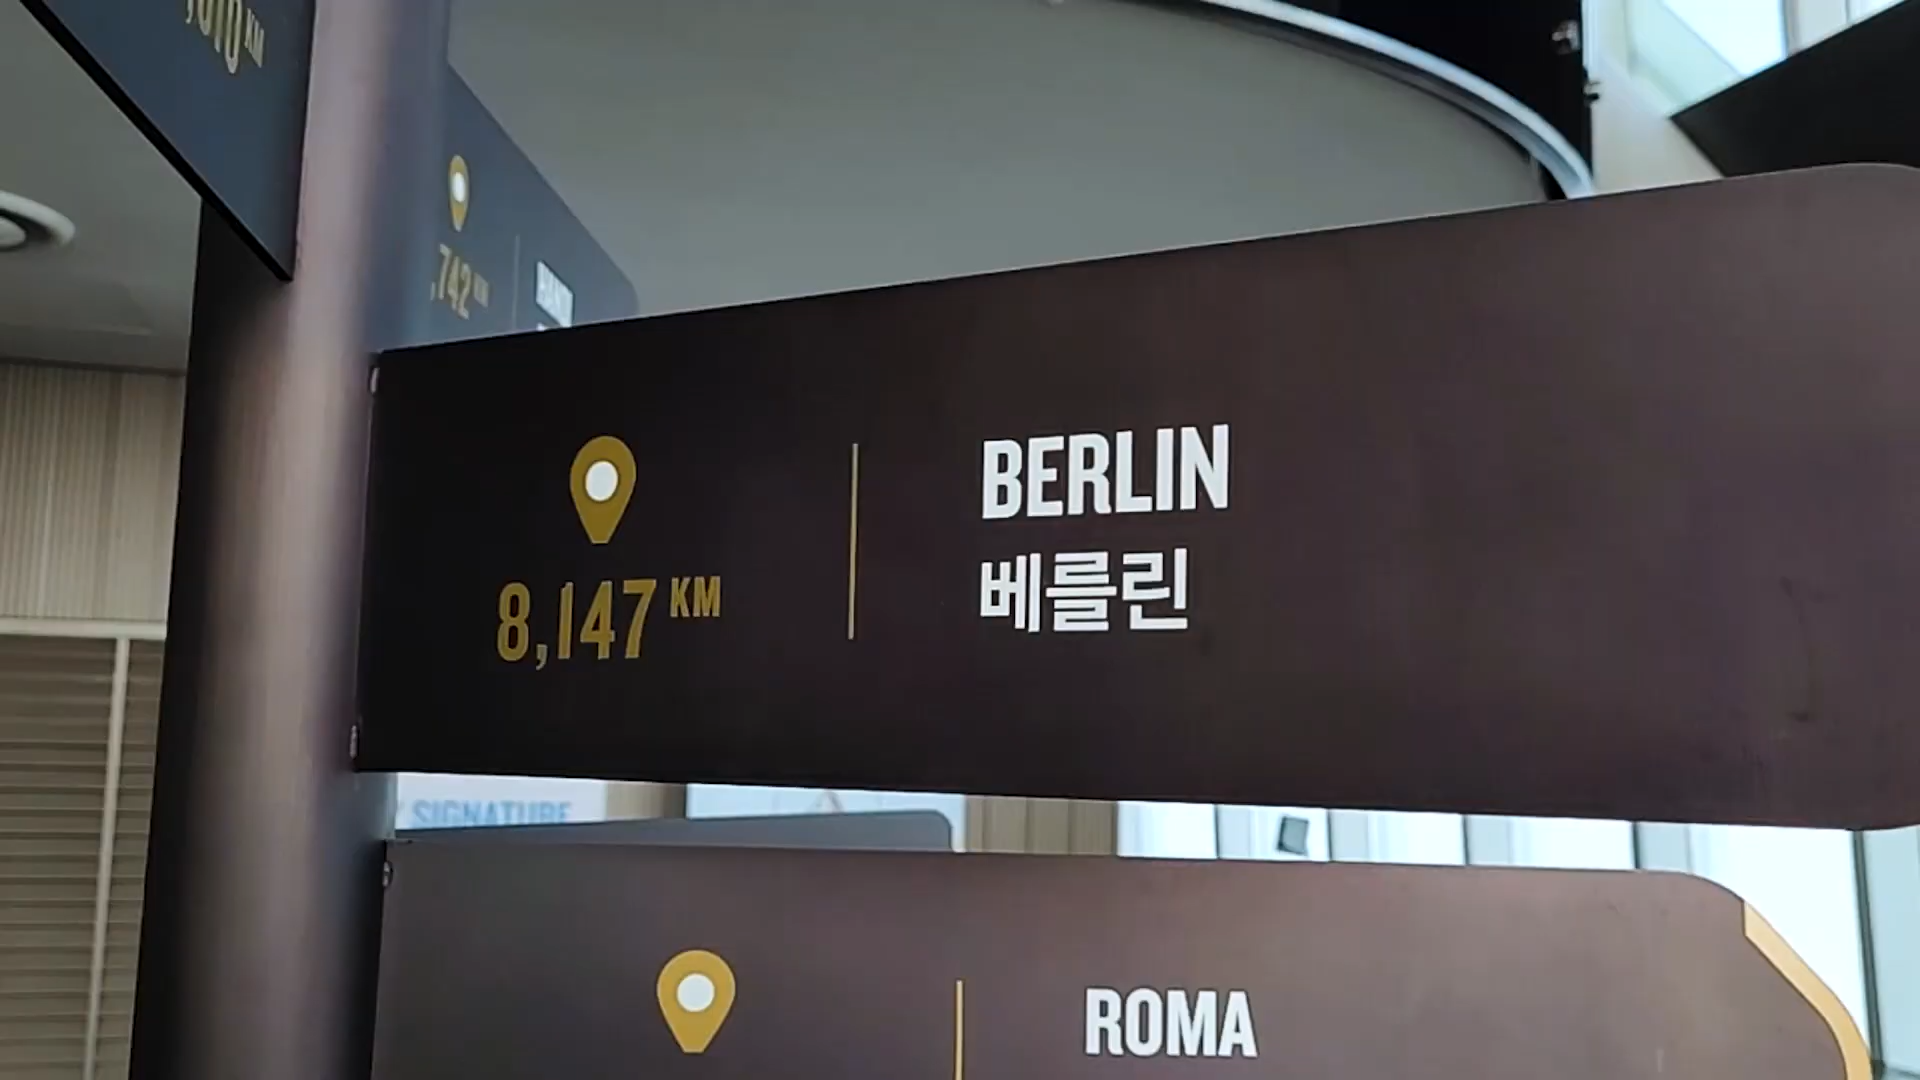 ,742 KM
BERLIN
베를린
8,147 KM
SIGNATURE
ROMA